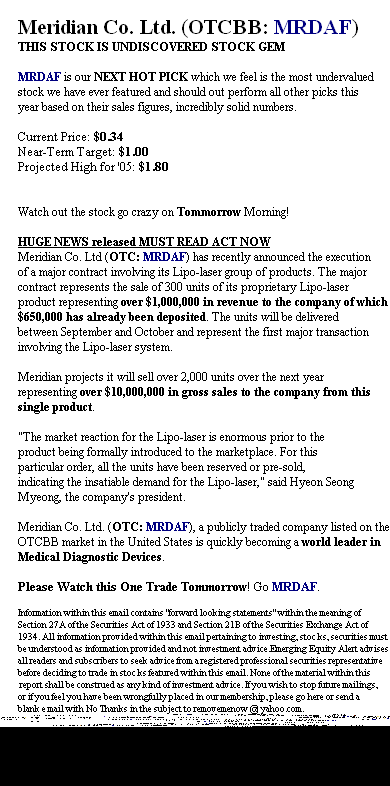 Meridian Co. Ltd. (OTCBB: MRDAF)
THIS STOCK IS UNDISCOVERED STOCK GEM
MRDAF is our NEXT HOT PICK which we feel is the most undervalued
stock we have ever featured and should out perform all other picks this
year based on their sales figures, incredibly solid numbers.
Current Price: $0.34
Near-Term Target: $1.00
Projected High for '05: $1.80
Watch out the stock go crazy on Tommorrow Morning!
HUGE NEWS released MUST READ ACT NOW
Meridian Co. Ltd (OTC: MRDAF) has recently announced the execution
of a major contract involving its Lipo-laser group of products. The major
contract represents the sale of 300 units of its proprietary Lipo-laser
product representing over $1,000,000 in revenue to the company of which
$650,000 has already been deposited. The units will be delivered
between September and October and represent the first major transaction
involving the Lipo-laser system.
Meridian projects it will sell over 2,000 units over the next year
representing over $10,000,000 in gross sales to the company from this
single product.
"The market reaction for the Lipo-laser is enormous prior to the
product being formally introduced to the marketplace. For this
particular order, all the units have been reserved or pre-sold,
indicating the insatiable demand for the Lipo-laser," said Hyeon Seong
Myeong, the company's president.
Meridian Co. Ltd. (OTC: MRDAF), a publicly traded company listed on the
OTCBB market in the United States is quickly becoming a world leader in
Medical Diagnostic Devices.
Please Watch this One Trade Tommorrow! Go MRDAF.
Information within this email contains "forward looking statements" within the meaning of
Section 27A of the Securities Act of 1933 and Section 21B of the Securities Exchange Act of
1934. All information provided within this email pertaining to investing, stocks, securities must
be understood as information provided and not investment advice.Emerging Equity Alert advises
all readers and subscribers to seek advice from a registered professional securities representative
before deciding to trade in stocks featured within this email. None of the material within this
report shall be construed as any kind of investment advice. If you wish to stop future mailings,
or if you feel you have been wrongfully placed in our membership, please go here or send a
blank e mail with No Thanks in the subject to removemenow @ yahoo.com.